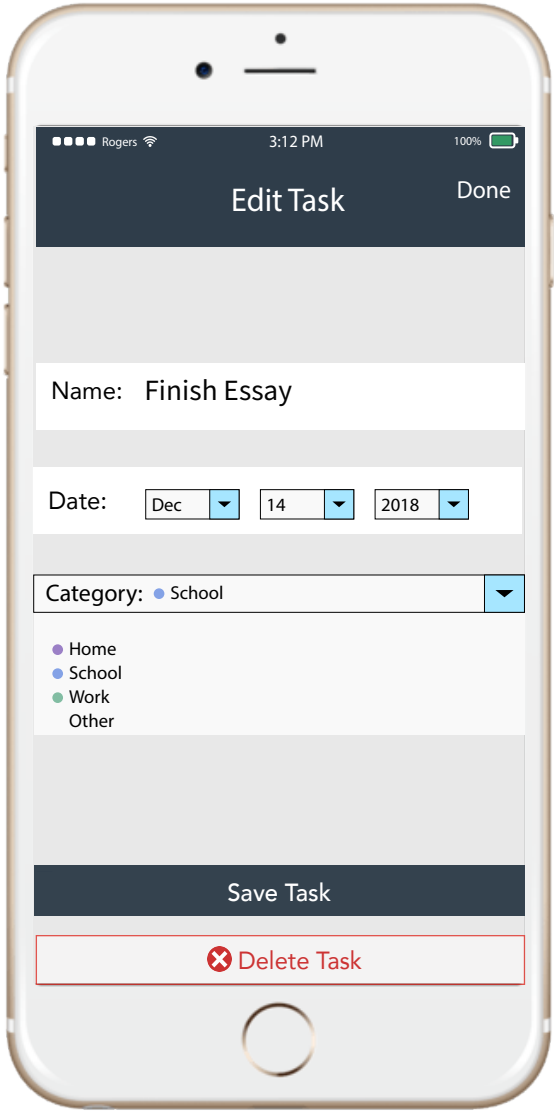 Rogers 3:12 PM 100%
Edit Task Done
Name: Finish Essay
Date: Dec 14 2018
Category: School
Home
School
Work
Other
Save Task
Delete Task